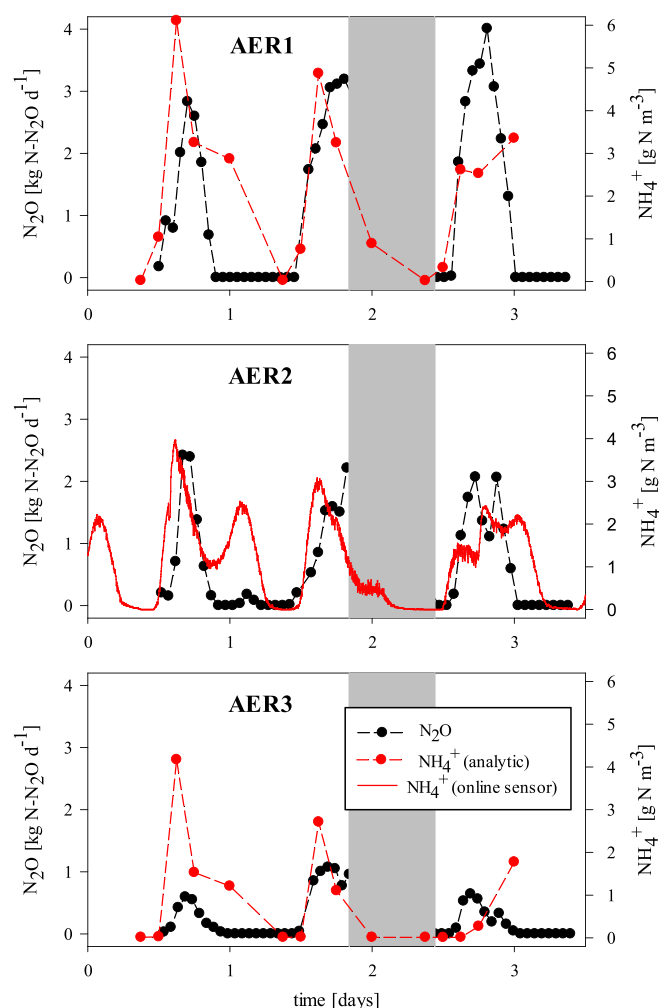 AER1
N₂O [kg N-N₂O d⁻¹]
4
3
2
1
0
6
5
4
3
2
1
0
NH₄⁺ [g N m⁻³]
0 1 2 3
AER2
N₂O [kg N-N₂O d⁻¹]
4
3
2
1
0
6
5
4
3
2
1
0
NH₄⁺ [g N m⁻³]
0 1 2 3
AER3
N₂O [kg N-N₂O d⁻¹]
4
3
2
1
0
6
5
4
3
2
1
0
NH₄⁺ [g N m⁻³]
N₂O
NH₄⁺ (analytic)
NH₄⁺ (online sensor)
0 1 2 3
time [days]